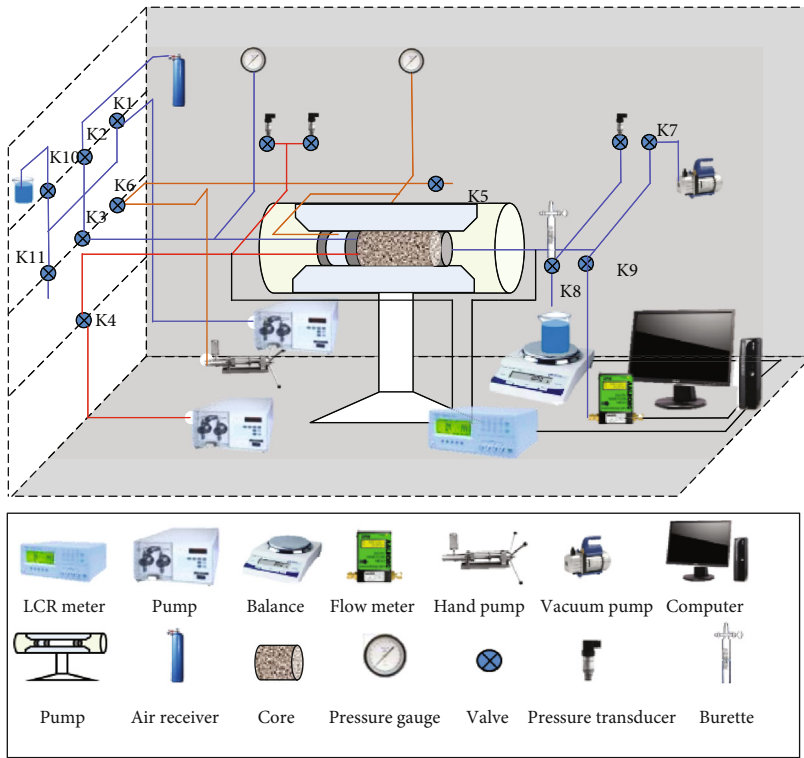 K1
K2
K10
K6
K3
K11
K4
K5
K7
K8
K9
LCR meter Pump Balance Flow meter Hand pump Vacuum pump Computer
Pump Air receiver Core Pressure gauge Valve Pressure transducer Burette